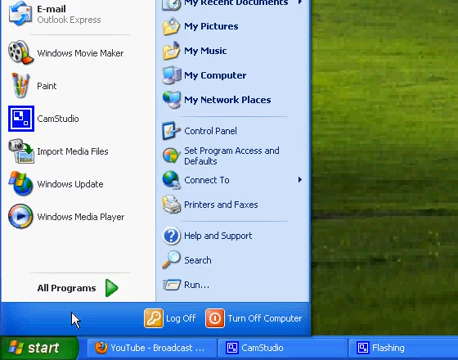 E-mail
Outlook Express
Windows Movie Maker
Paint
CamStudio
Import Media Files
Windows Update
Windows Media Player
All Programs
My Recent Documents
My Pictures
My Music
My Computer
My Network Places
Control Panel
Set Program Access and
Defaults
Connect To
Printers and Faxes
Help and Support
Search
Run...
Log Off
Turn Off Computer
start
YouTube - Broadcast ...
CamStudio
Flashing